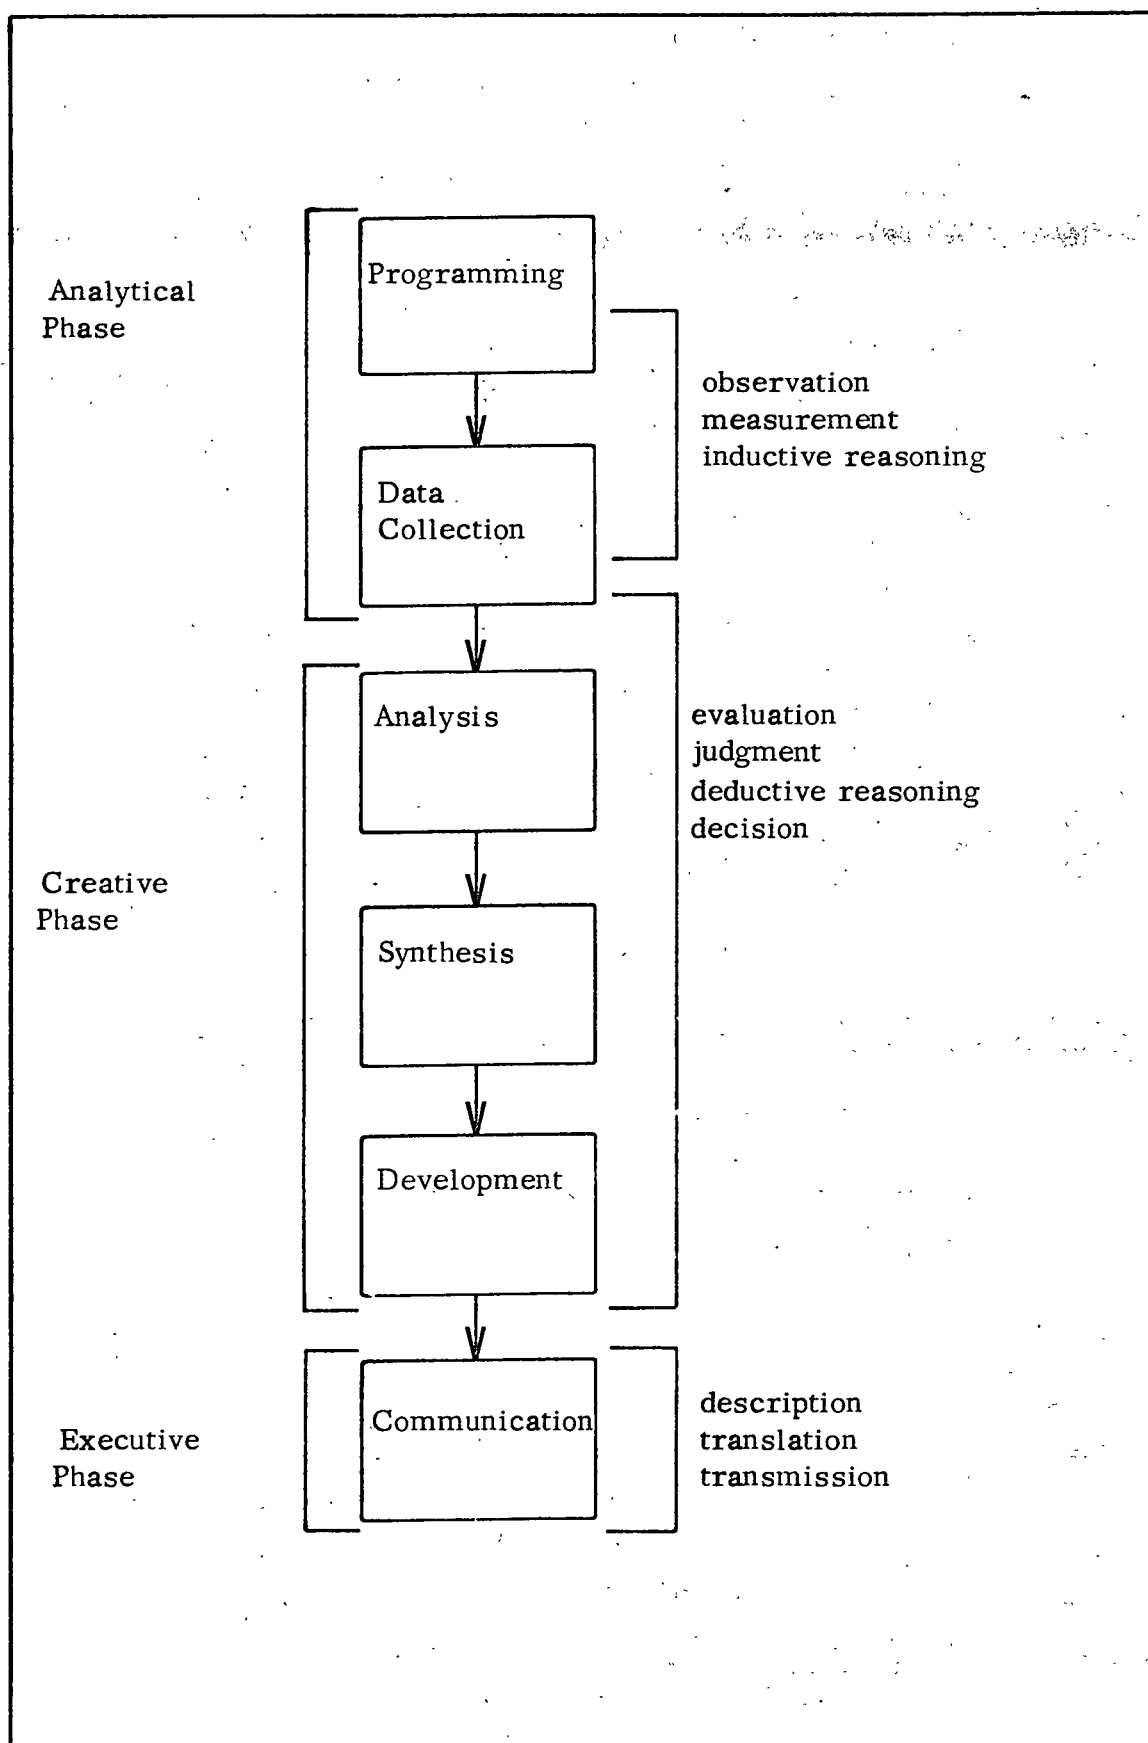 Programming
Analytical
Phase
observation
measurement
inductive reasoning
Data
Collection
Analysis
evaluation
judgment
deductive reasoning
decision
Creative
Phase
Synthesis
Development
Communication
Executive
Phase
description
translation
transmission